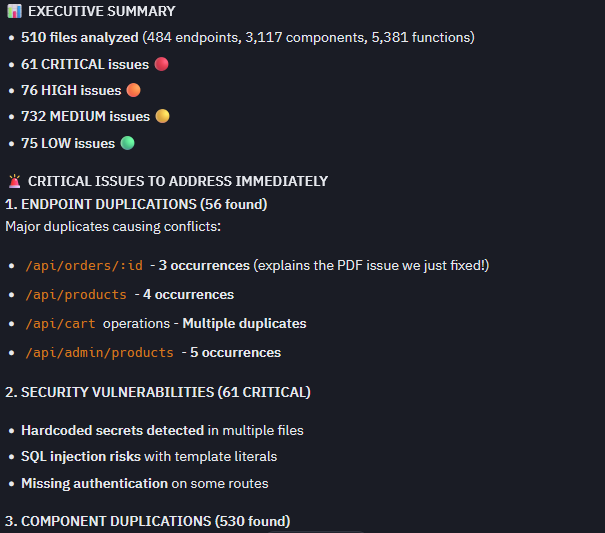 📊 EXECUTIVE SUMMARY
• 510 files analyzed (484 endpoints, 3,117 components, 5,381 functions)
• 61 CRITICAL issues 🔴
• 76 HIGH issues 🟠
• 732 MEDIUM issues 🟡
• 75 LOW issues 🟢
🚨 CRITICAL ISSUES TO ADDRESS IMMEDIATELY
1. ENDPOINT DUPLICATIONS (56 found)
Major duplicates causing conflicts:
• /api/orders/:id - 3 occurrences (explains the PDF issue we just fixed!)
• /api/products - 4 occurrences
• /api/cart operations - Multiple duplicates
• /api/admin/products - 5 occurrences
2. SECURITY VULNERABILITIES (61 CRITICAL)
• Hardcoded secrets detected in multiple files
• SQL injection risks with template literals
• Missing authentication on some routes
3. COMPONENT DUPLICATIONS (530 found)